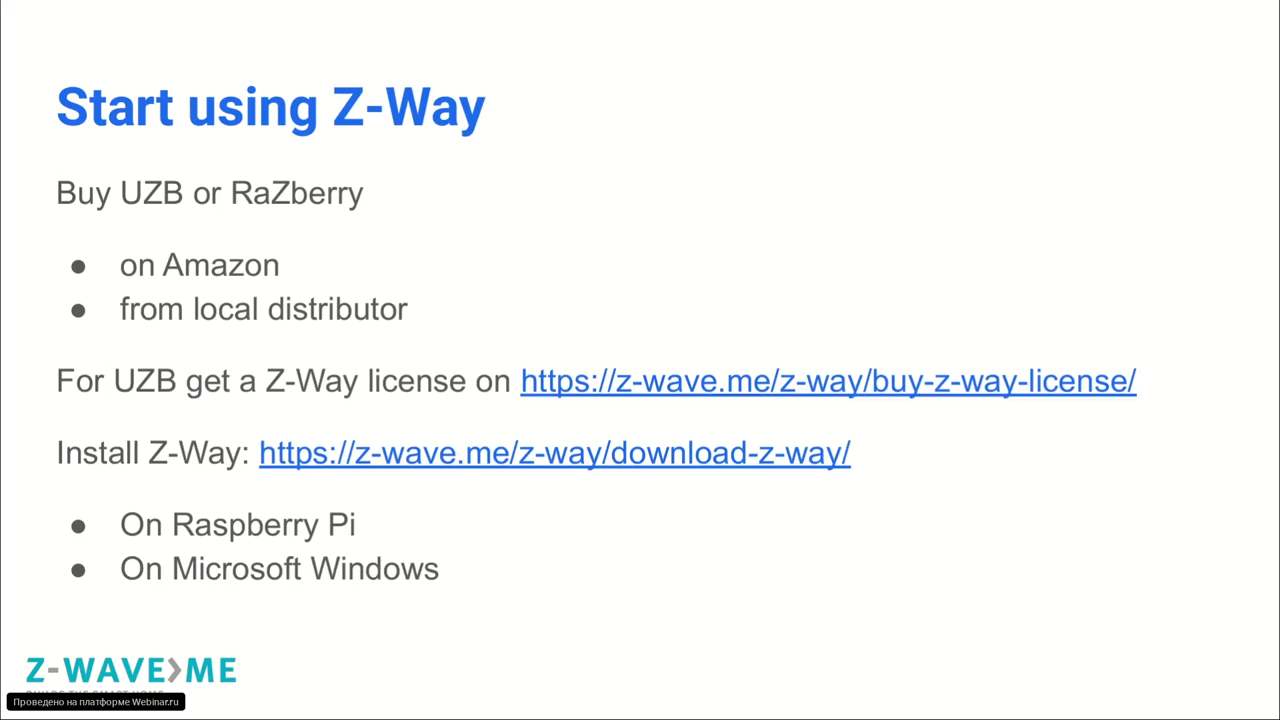 Start using Z-Way
Buy UZB or RaZberry
● on Amazon
● from local distributor
For UZB get a Z-Way license on https://z-wave.me/z-way/buy-z-way-license/
Install Z-Way: https://z-wave.me/z-way/download-z-way/
● On Raspberry Pi
● On Microsoft Windows
Z-WAVE>ME
Проведено на платформе Webinar.ru